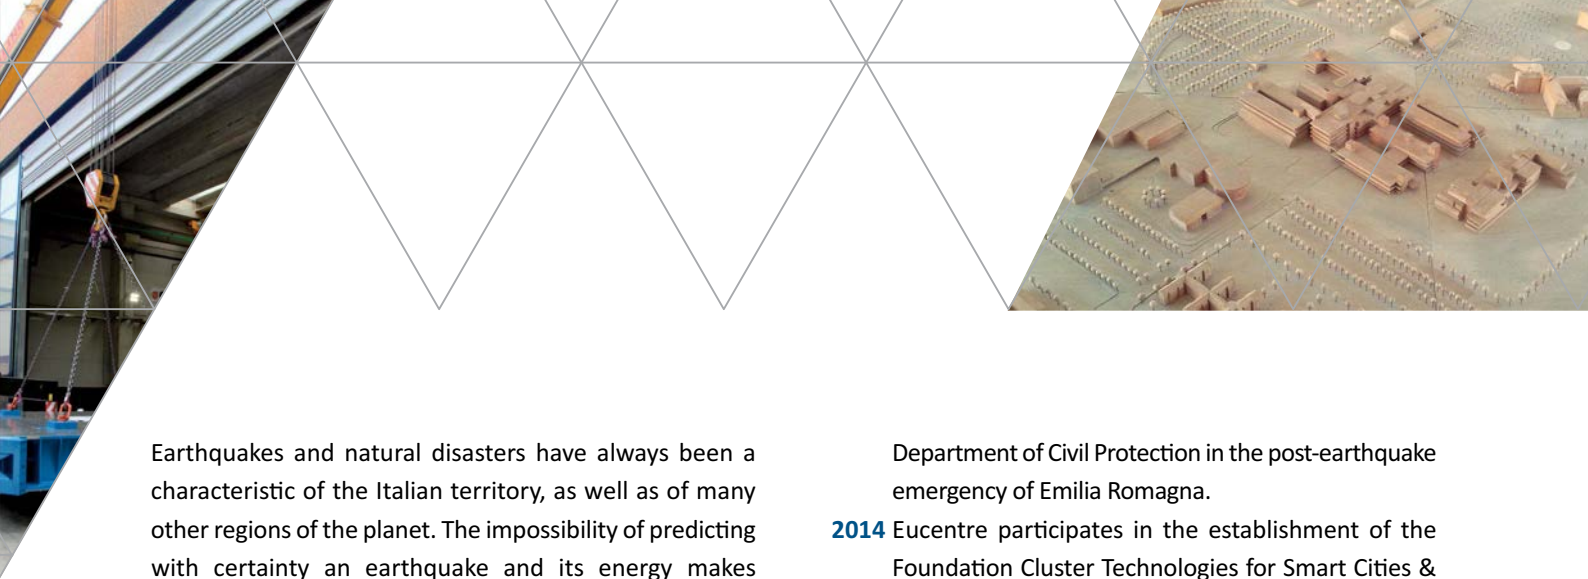 Earthquakes and natural disasters have always been a
characteristic of the Italian territory, as well as of many
other regions of the planet. The impossibility of predicting
with certainty an earthquake and its energy makes
Department of Civil Protection in the post-earthquake
emergency of Emilia Romagna.
2014 Eucentre participates in the establishment of the
Foundation Cluster Technologies for Smart Cities &